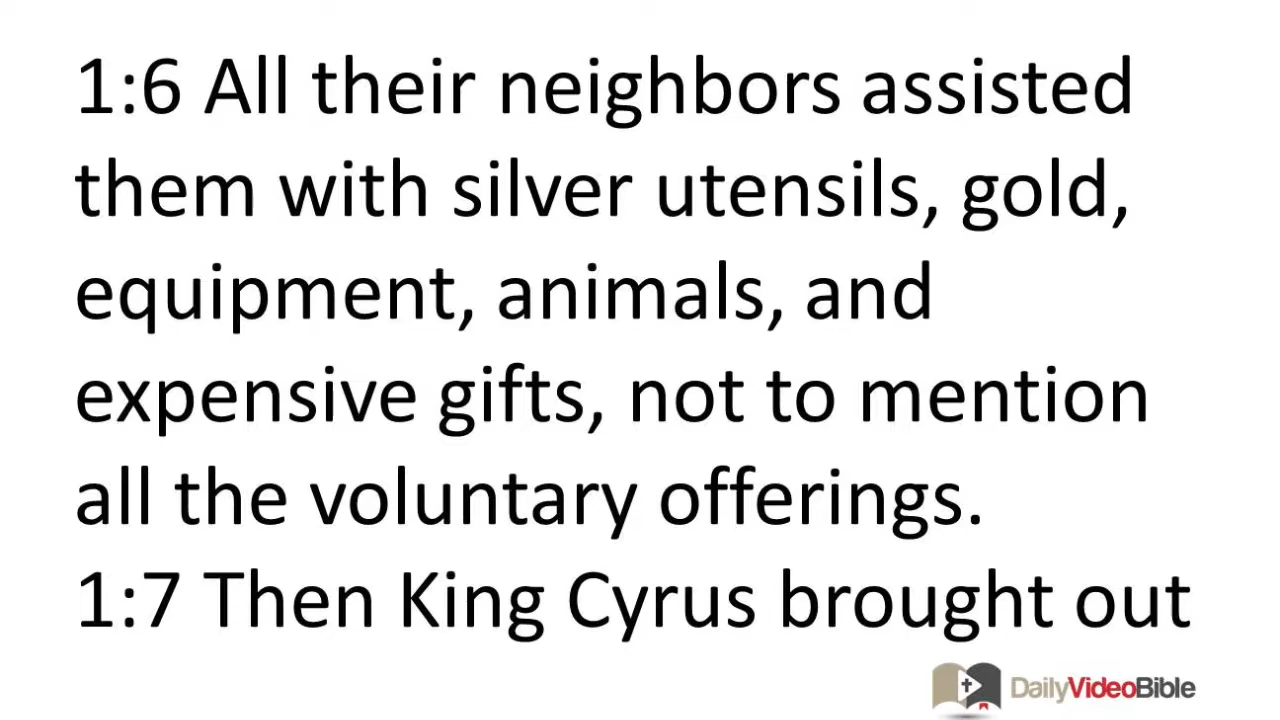 1:6 All their neighbors assisted
them with silver utensils, gold,
equipment, animals, and
expensive gifts, not to mention
all the voluntary offerings.
1:7 Then King Cyrus brought out
DailyVideoBible